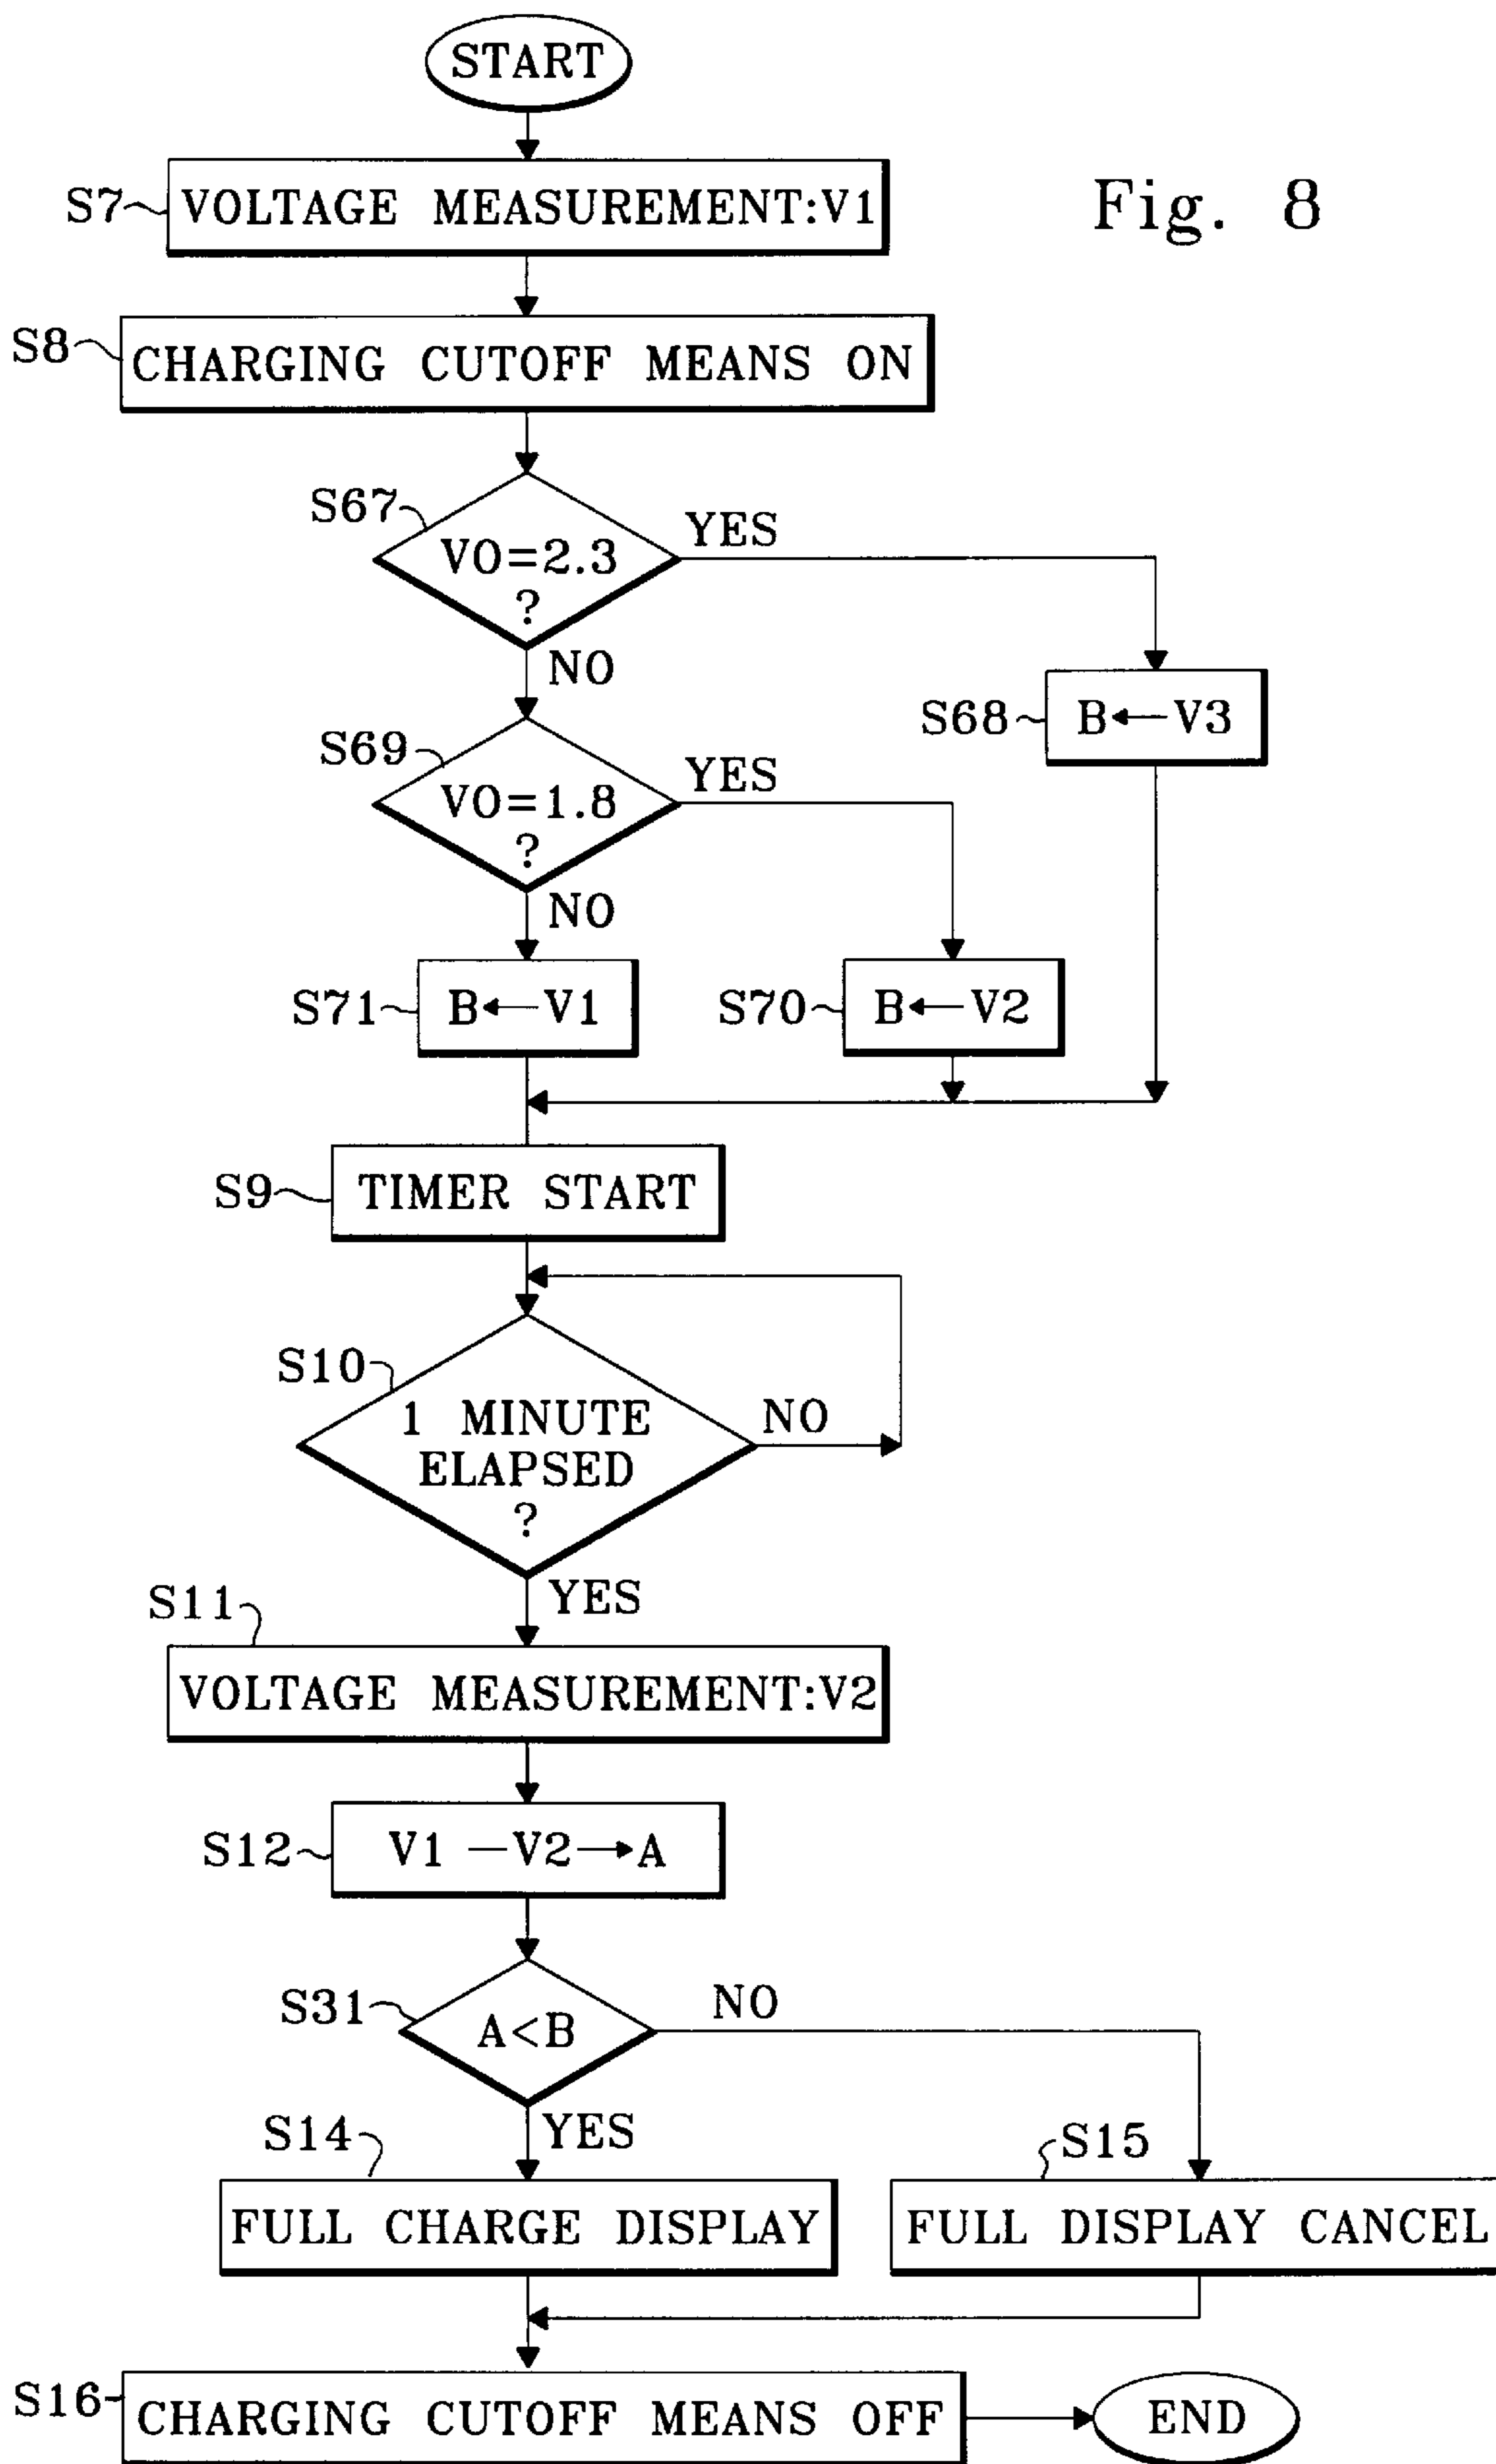 START
Fig. 8
S7
VOLTAGE MEASUREMENT:V1
S8
CHARGING CUTOFF MEANS ON
S67
VO=2.3
?
YES
NO
S68
B←V3
S69
VO=1.8
?
YES
NO
S71
B←V1
S70
B←V2
S9
TIMER START
S10
1 MINUTE
ELAPSED
?
NO
YES
S11
VOLTAGE MEASUREMENT:V2
S12
V1 —V2→A
S31
A<B
NO
YES
S14
FULL CHARGE DISPLAY
S15
FULL DISPLAY CANCEL
S16
CHARGING CUTOFF MEANS OFF
END